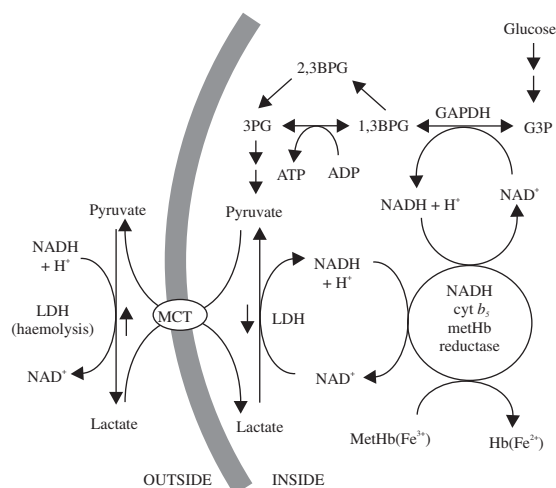 Glucose
2,3BPG
GAPDH
3PG
1,3BPG
G3P
ATP
ADP
NADH + H⁺
NAD⁺
Pyruvate
Pyruvate
NADH
+ H⁺
NADH
+ H⁺
NADH
cyt b₅
metHb
reductase
LDH
(haemolysis)
MCT
LDH
NAD⁺
NAD⁺
Lactate
Lactate
MetHb(Fe³⁺)
Hb(Fe²⁺)
OUTSIDE
INSIDE